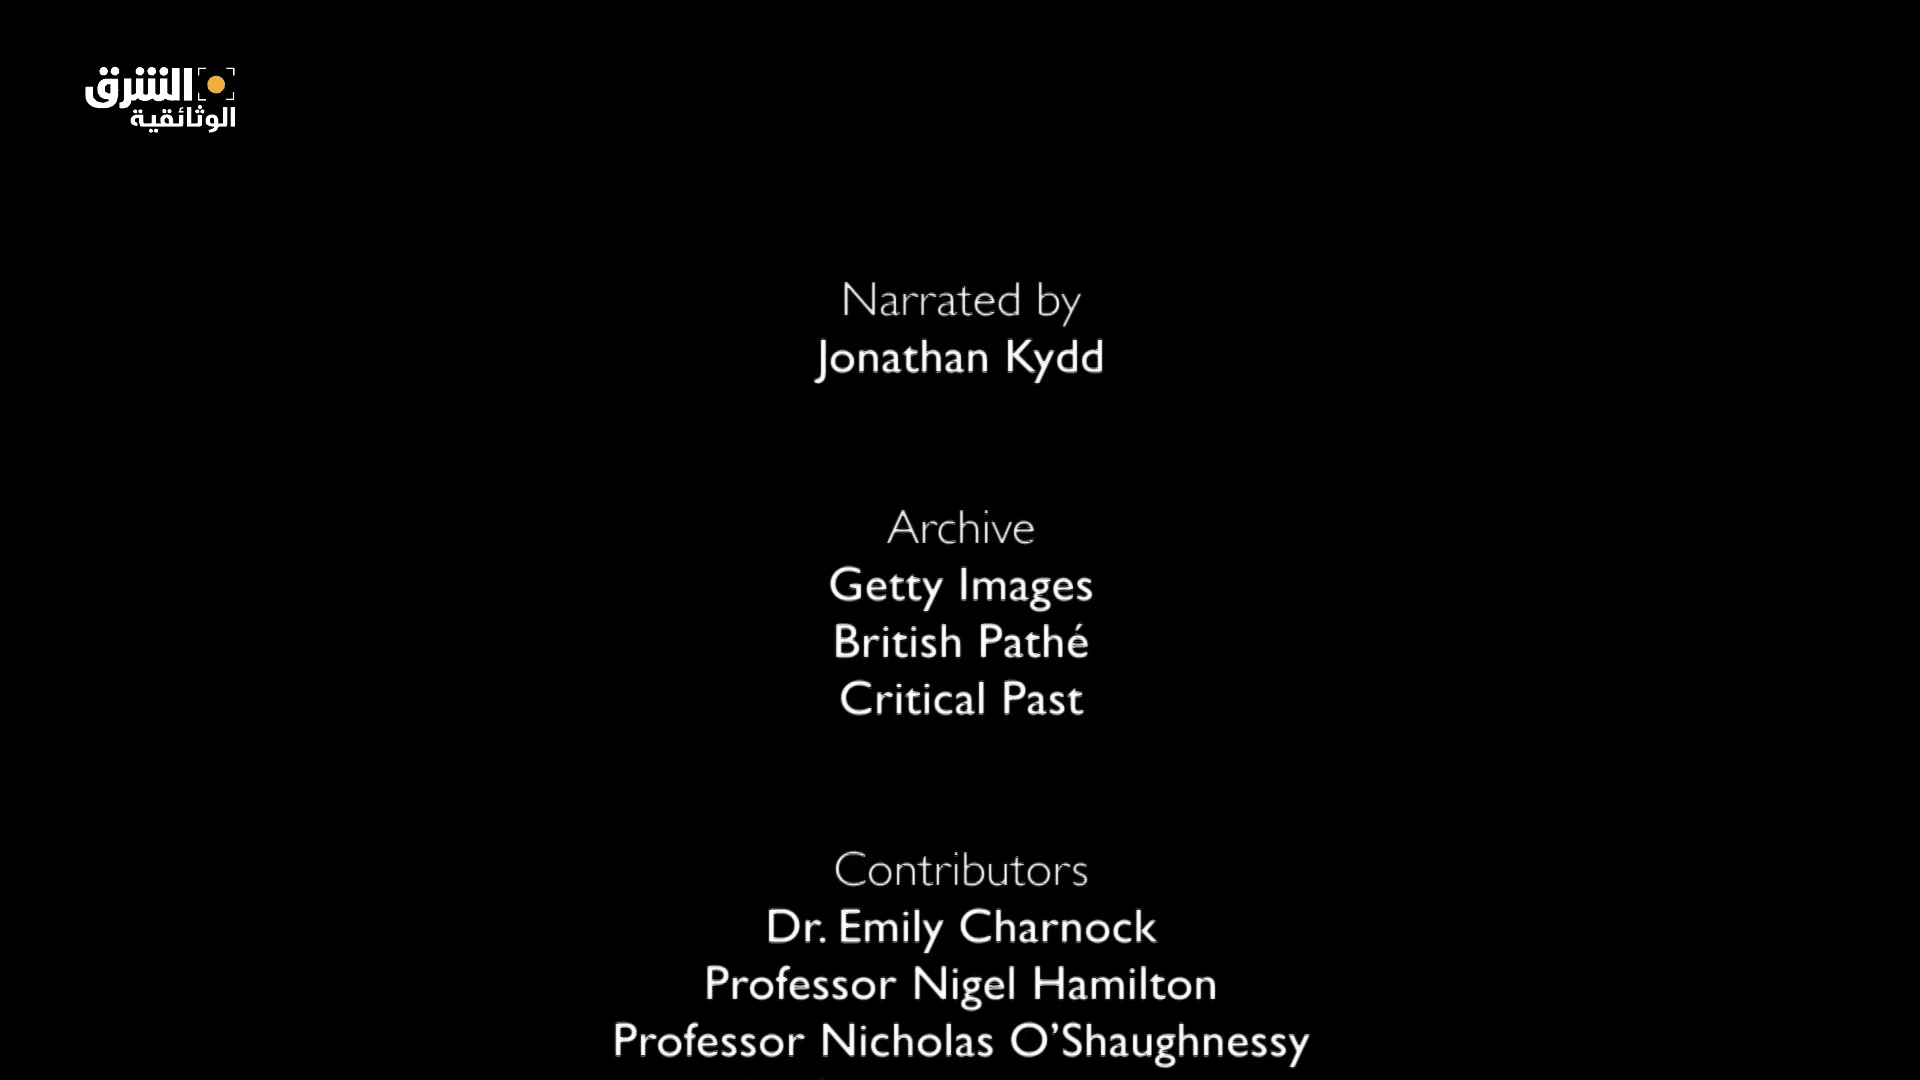 الشرق
الوثائقية
Narrated by
Jonathan Kydd
Archive
Getty Images
British Pathé
Critical Past
Contributors
Dr. Emily Charnock
Professor Nigel Hamilton
Professor Nicholas O’Shaughnessy